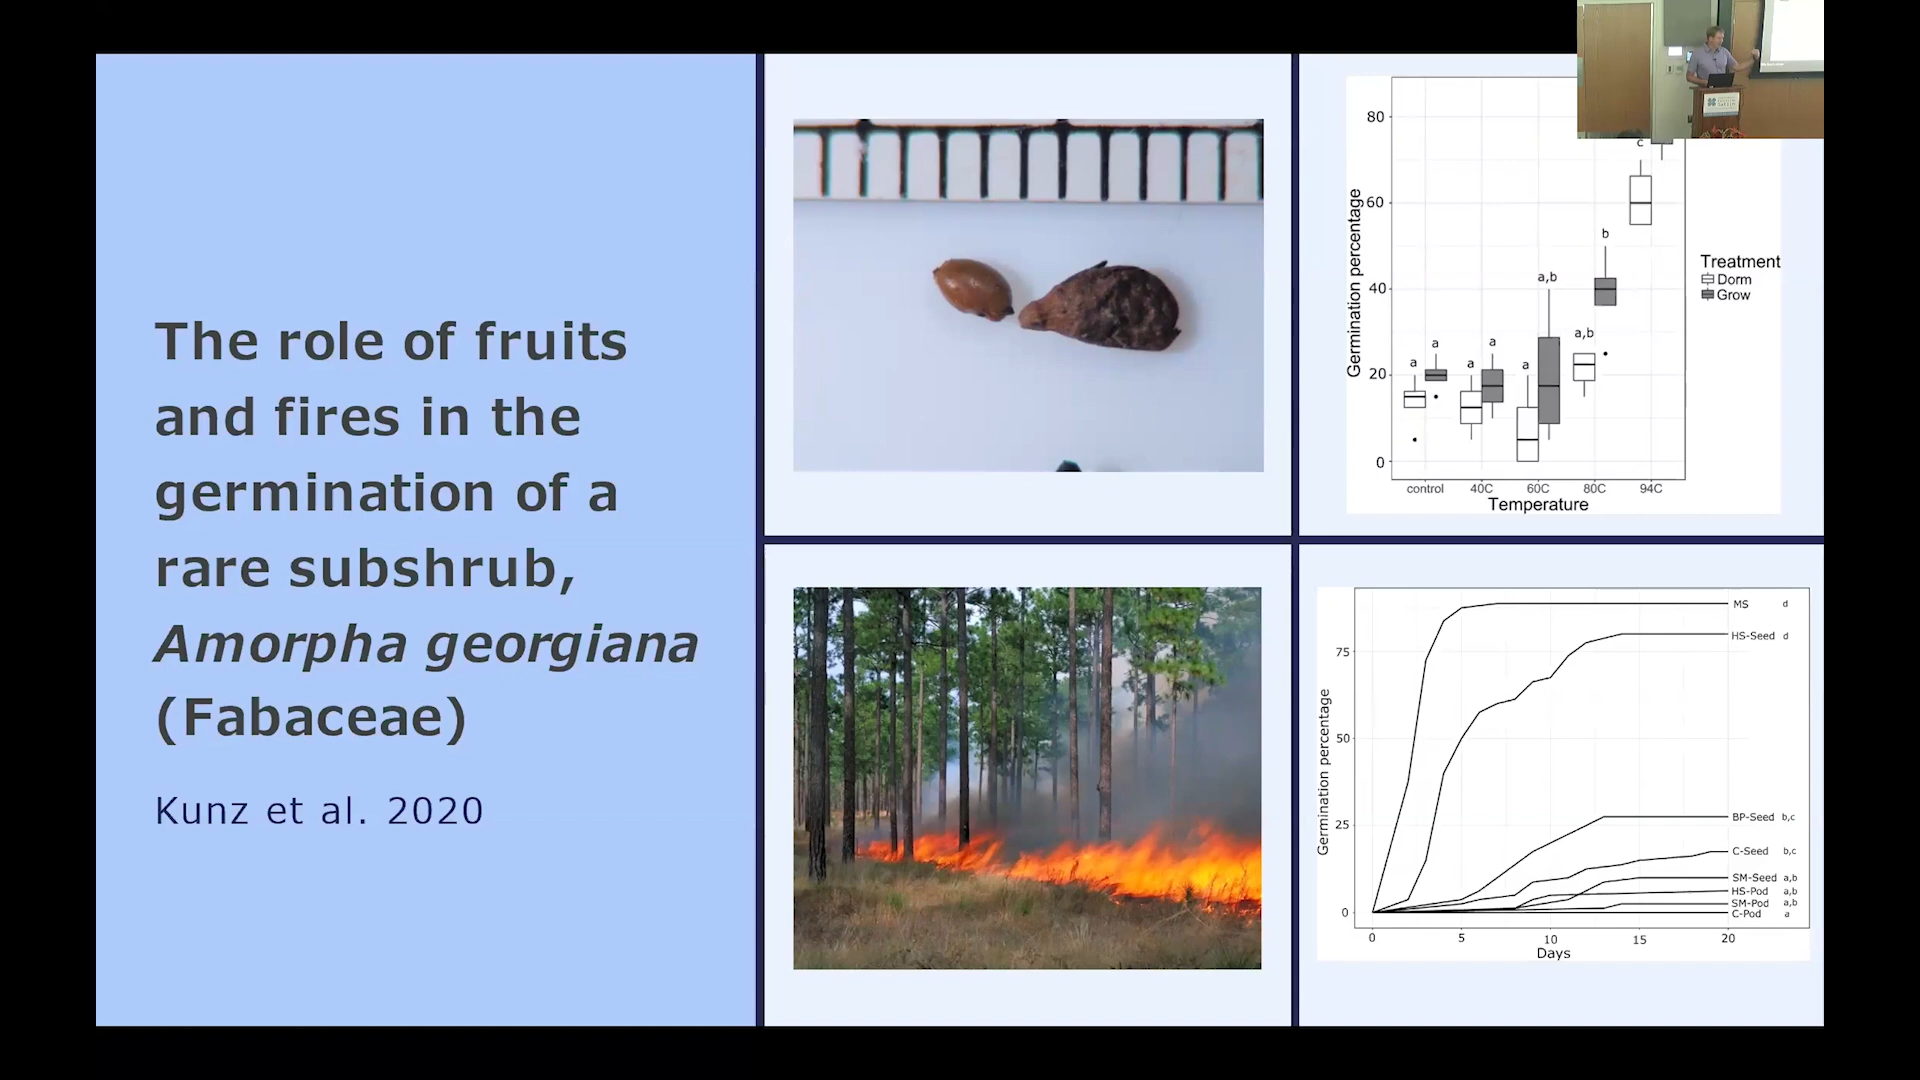 The role of fruits
and fires in the
germination of a
rare subshrub,
Amorpha georgiana
(Fabaceae)
Kunz et al. 2020
Germination percentage
80
60
40
20
0
a
a
a
a
a
a,b
a,b
b
c
control
40C
60C
80C
94C
Temperature
Treatment
Dorm
Grow
Germination percentage
75
50
25
0
0
5
10
15
20
Days
MS d
HS-Seed d
BP-Seed b,c
C-Seed b,c
SM-Seed a,b
HS-Pod a,b
SM-Pod a,b
C-Pod a